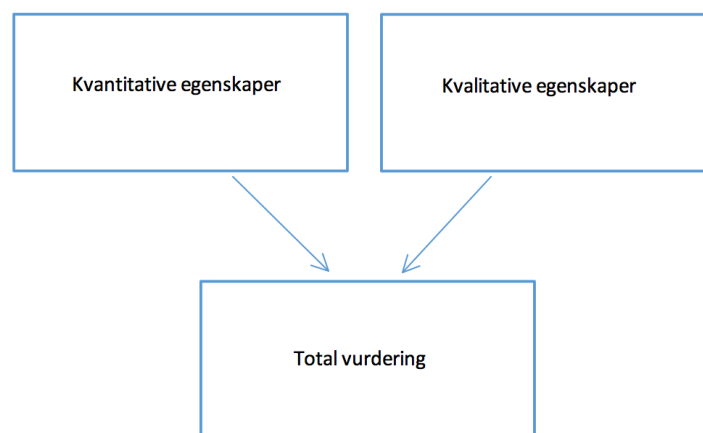 Kvantitative egenskaper
Kvalitative egenskaper
Total vurdering